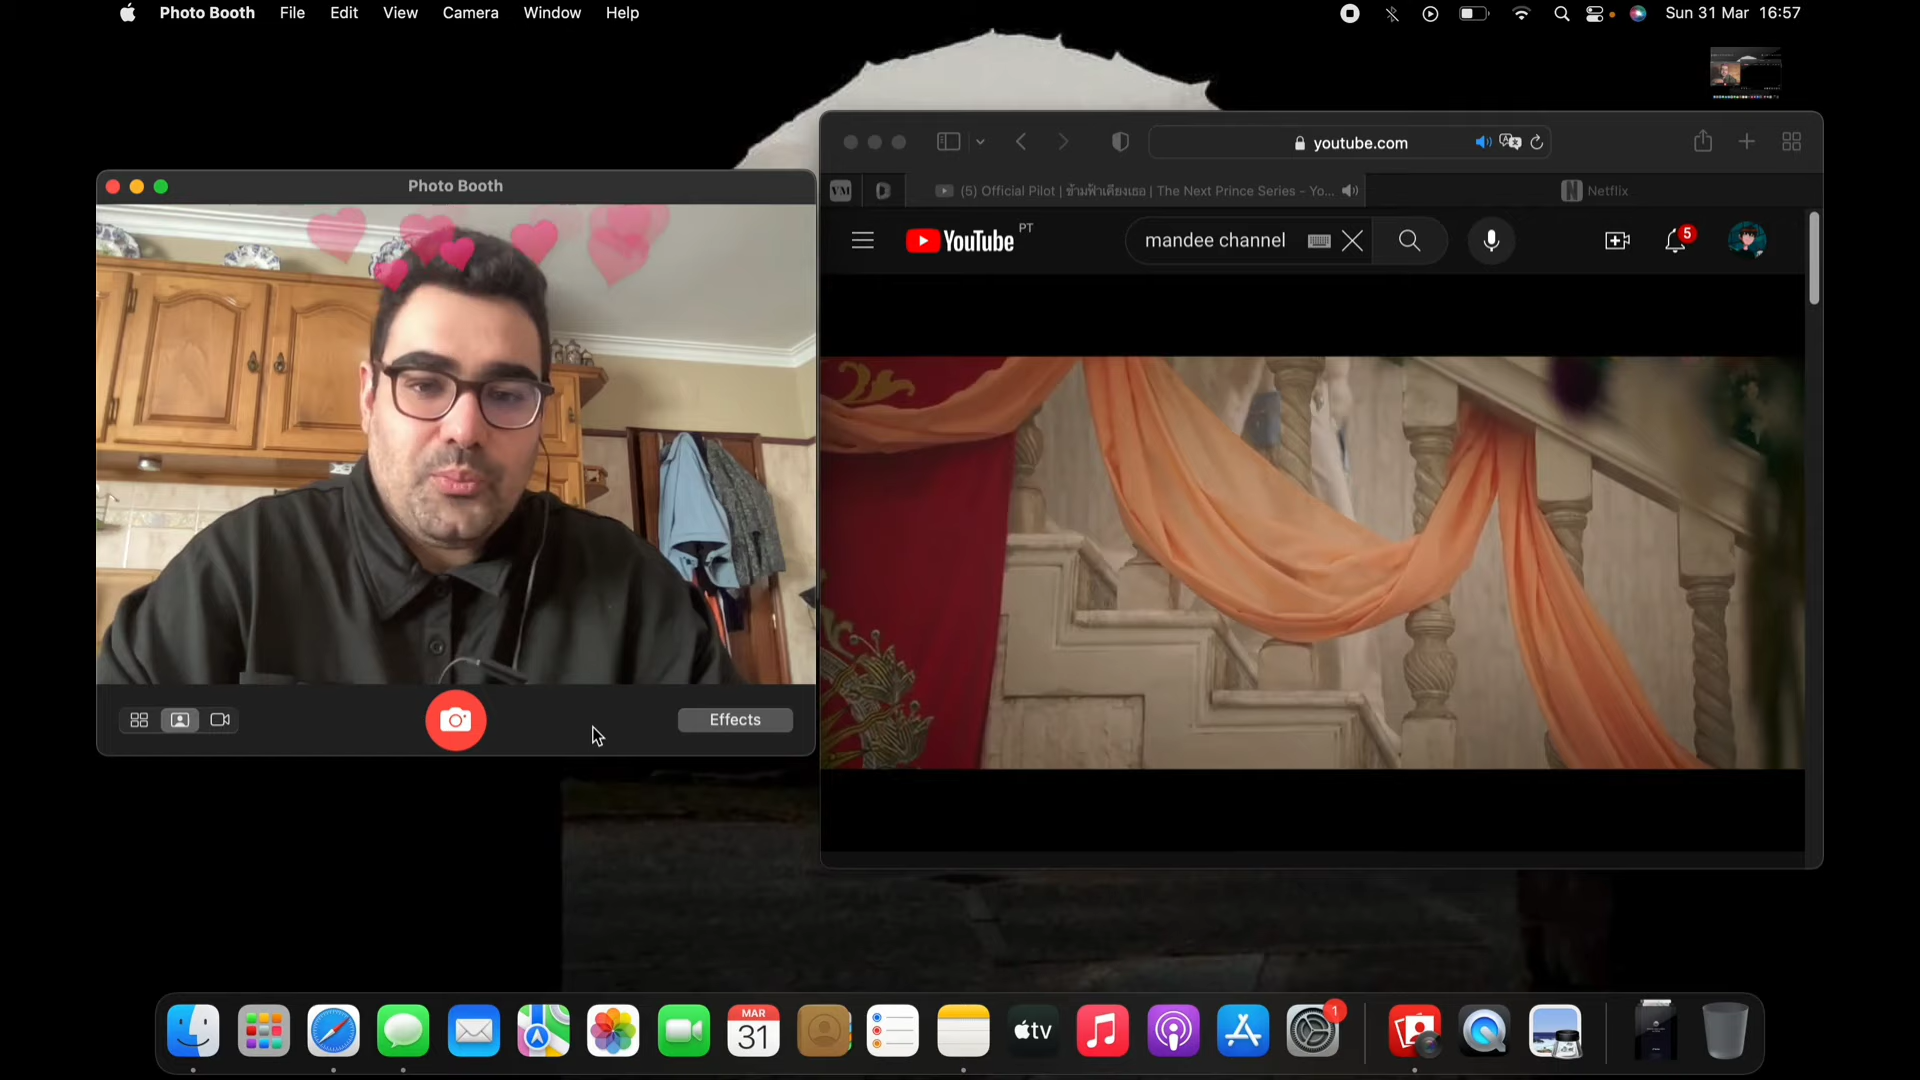 Photo Booth File Edit View Camera Window Help
Sun 31 Mar 16:57
youtube.com
Photo Booth
VM
(5) Official Pilot | ข้ามฟ้าเคียงเธอ | The Next Prince Series - Yo...
N Netflix
YouTube PT
mandee channel
5
Effects
MAR
31
tv
1